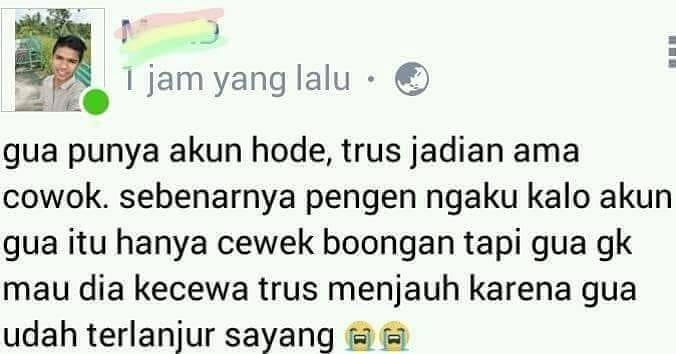 1 jam yang lalu ·
gua punya akun hode, trus jadian ama
cowok. sebenarnya pengen ngaku kalo akun
gua itu hanya cewek boongan tapi gua gk
mau dia kecewa trus menjauh karena gua
udah terlanjur sayang 😭😭